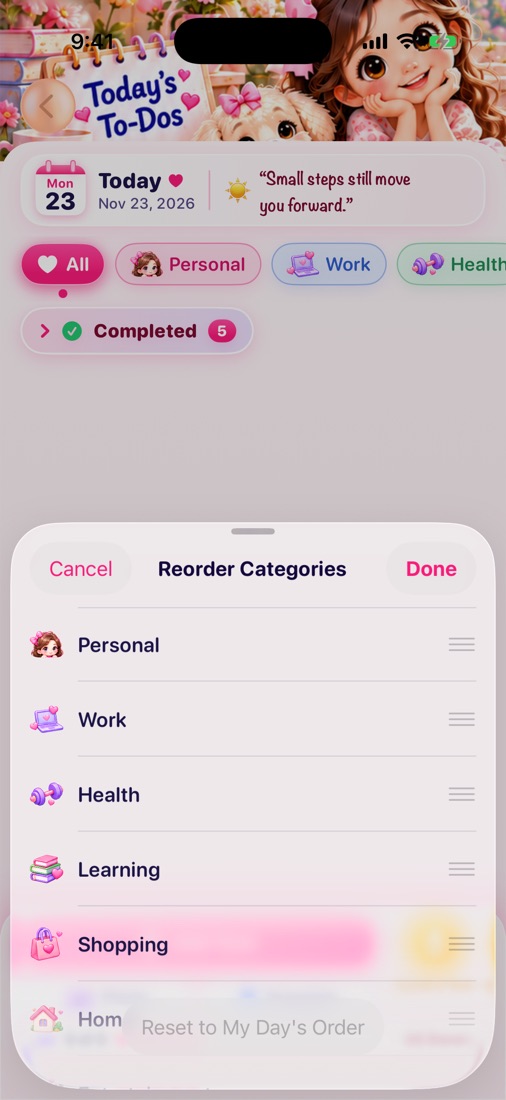 9:41
Today's
To-Dos
Mon
23
Today
Nov 23, 2026
“Small steps still move
you forward.”
All
Personal
Work
Health
Completed
5
Cancel
Reorder Categories
Done
Personal
Work
Health
Learning
Shopping
Hom
Reset to My Day's Order